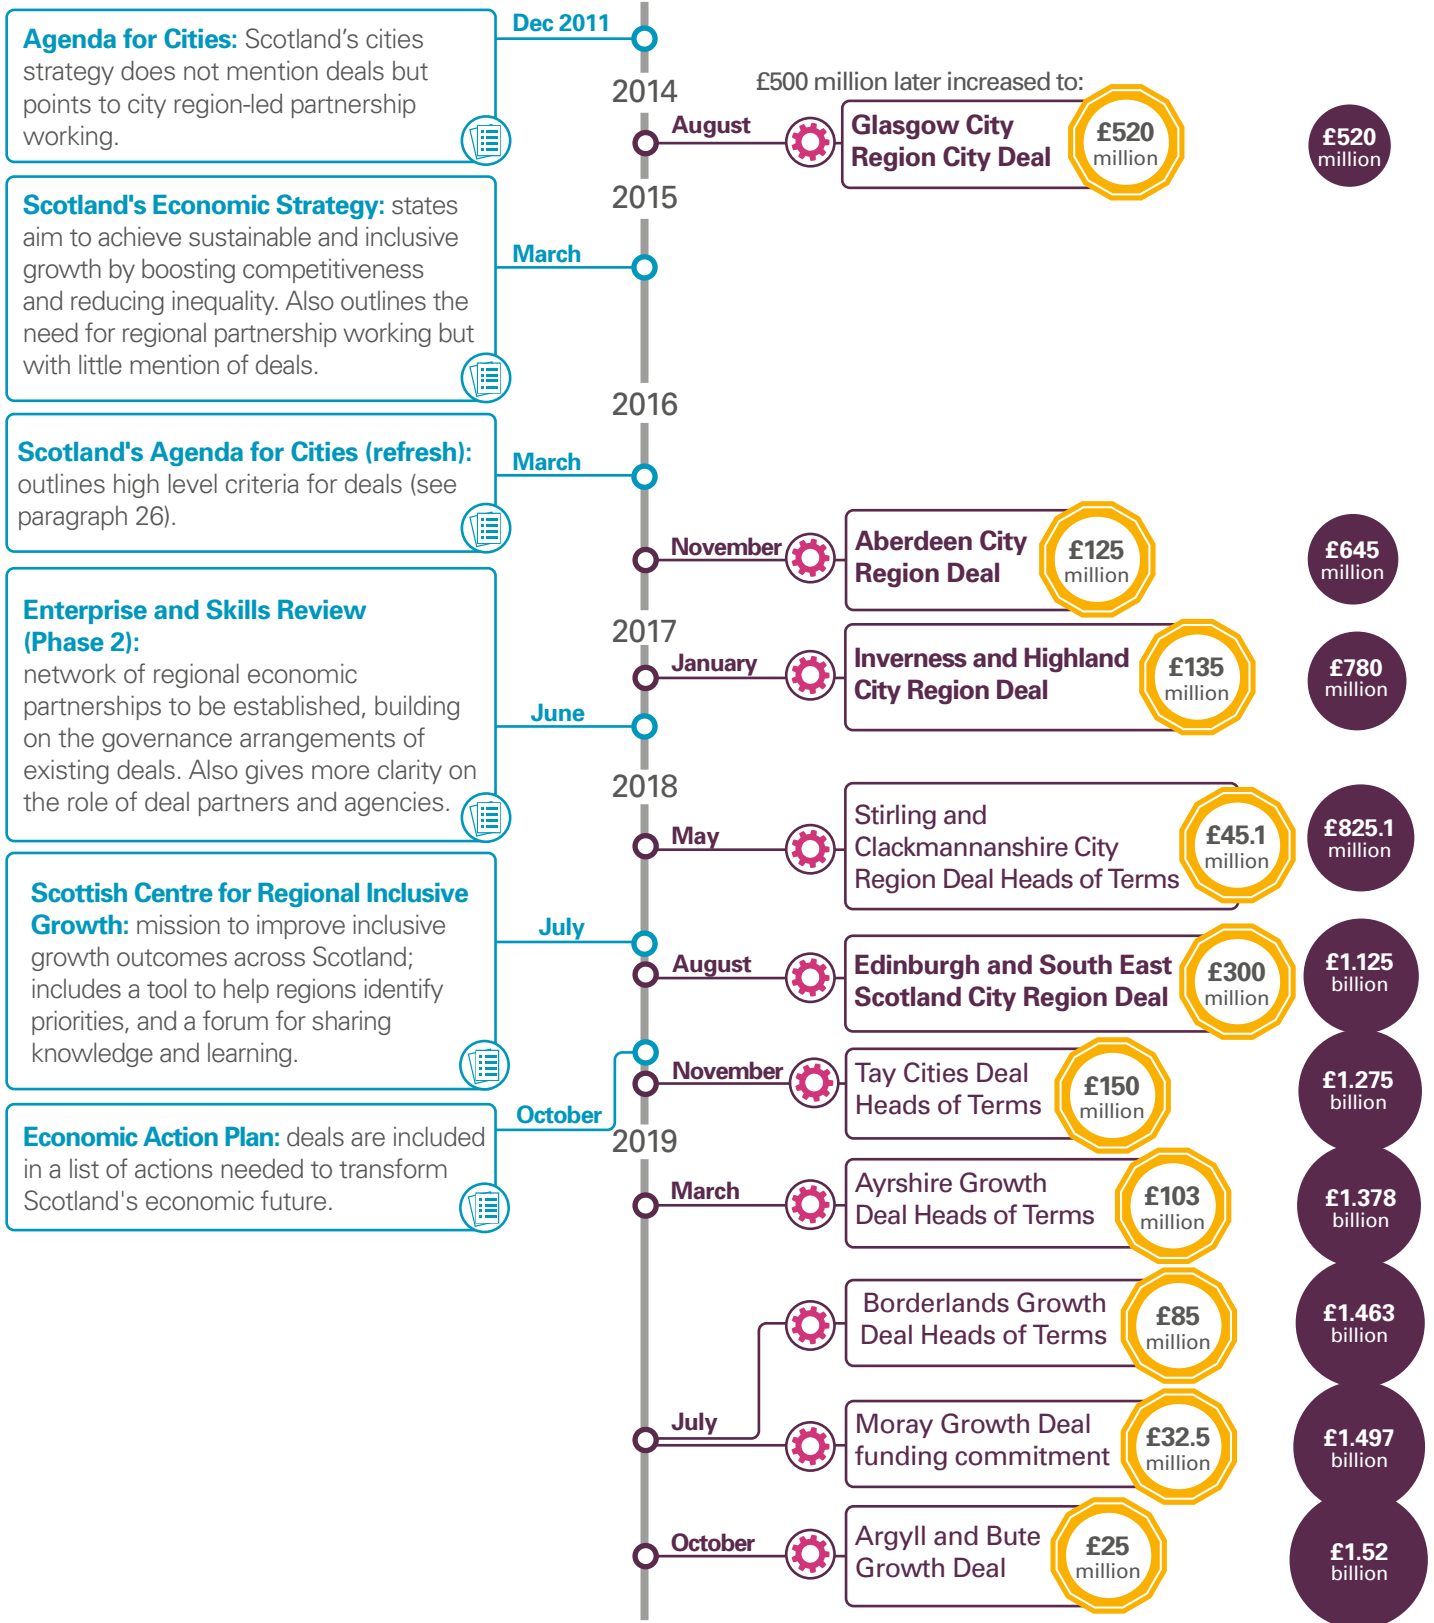 Agenda for Cities: Scotland’s cities
strategy does not mention deals but
points to city region-led partnership
working.
Dec 2011
2014
£500 million later increased to:
August
Glasgow City
Region City Deal
£520
million
£520
million
2015
Scotland's Economic Strategy: states
aim to achieve sustainable and inclusive
growth by boosting competitiveness
and reducing inequality. Also outlines the
need for regional partnership working but
with little mention of deals.
March
2016
Scotland's Agenda for Cities (refresh):
outlines high level criteria for deals (see
paragraph 26).
March
November
Aberdeen City
Region Deal
£125
million
£645
million
2017
January
Inverness and Highland
City Region Deal
£135
million
£780
million
Enterprise and Skills Review
(Phase 2):
network of regional economic
partnerships to be established, building
on the governance arrangements of
existing deals. Also gives more clarity on
the role of deal partners and agencies.
June
2018
May
Stirling and
Clackmannanshire City
Region Deal Heads of Terms
£45.1
million
£825.1
million
Scottish Centre for Regional Inclusive
Growth: mission to improve inclusive
growth outcomes across Scotland;
includes a tool to help regions identify
priorities, and a forum for sharing
knowledge and learning.
July
August
Edinburgh and South East
Scotland City Region Deal
£300
million
£1.125
billion
Economic Action Plan: deals are included
in a list of actions needed to transform
Scotland's economic future.
October
November
Tay Cities Deal
Heads of Terms
£150
million
£1.275
billion
2019
March
Ayrshire Growth
Deal Heads of Terms
£103
million
£1.378
billion
July
Borderlands Growth
Deal Heads of Terms
£85
million
£1.463
billion
Moray Growth Deal
funding commitment
£32.5
million
£1.497
billion
October
Argyll and Bute
Growth Deal
£25
million
£1.52
billion